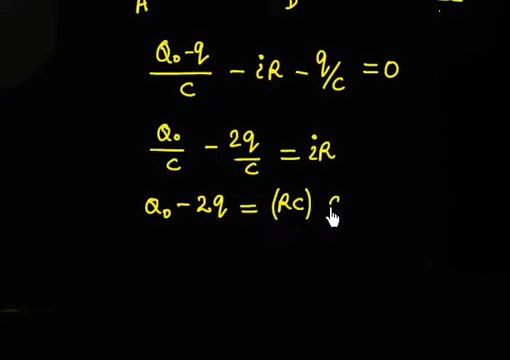 A D
Q₀-q/C - iR - q/C = 0
Q₀/C - 2q/C = iR
Q₀ - 2q = (RC)